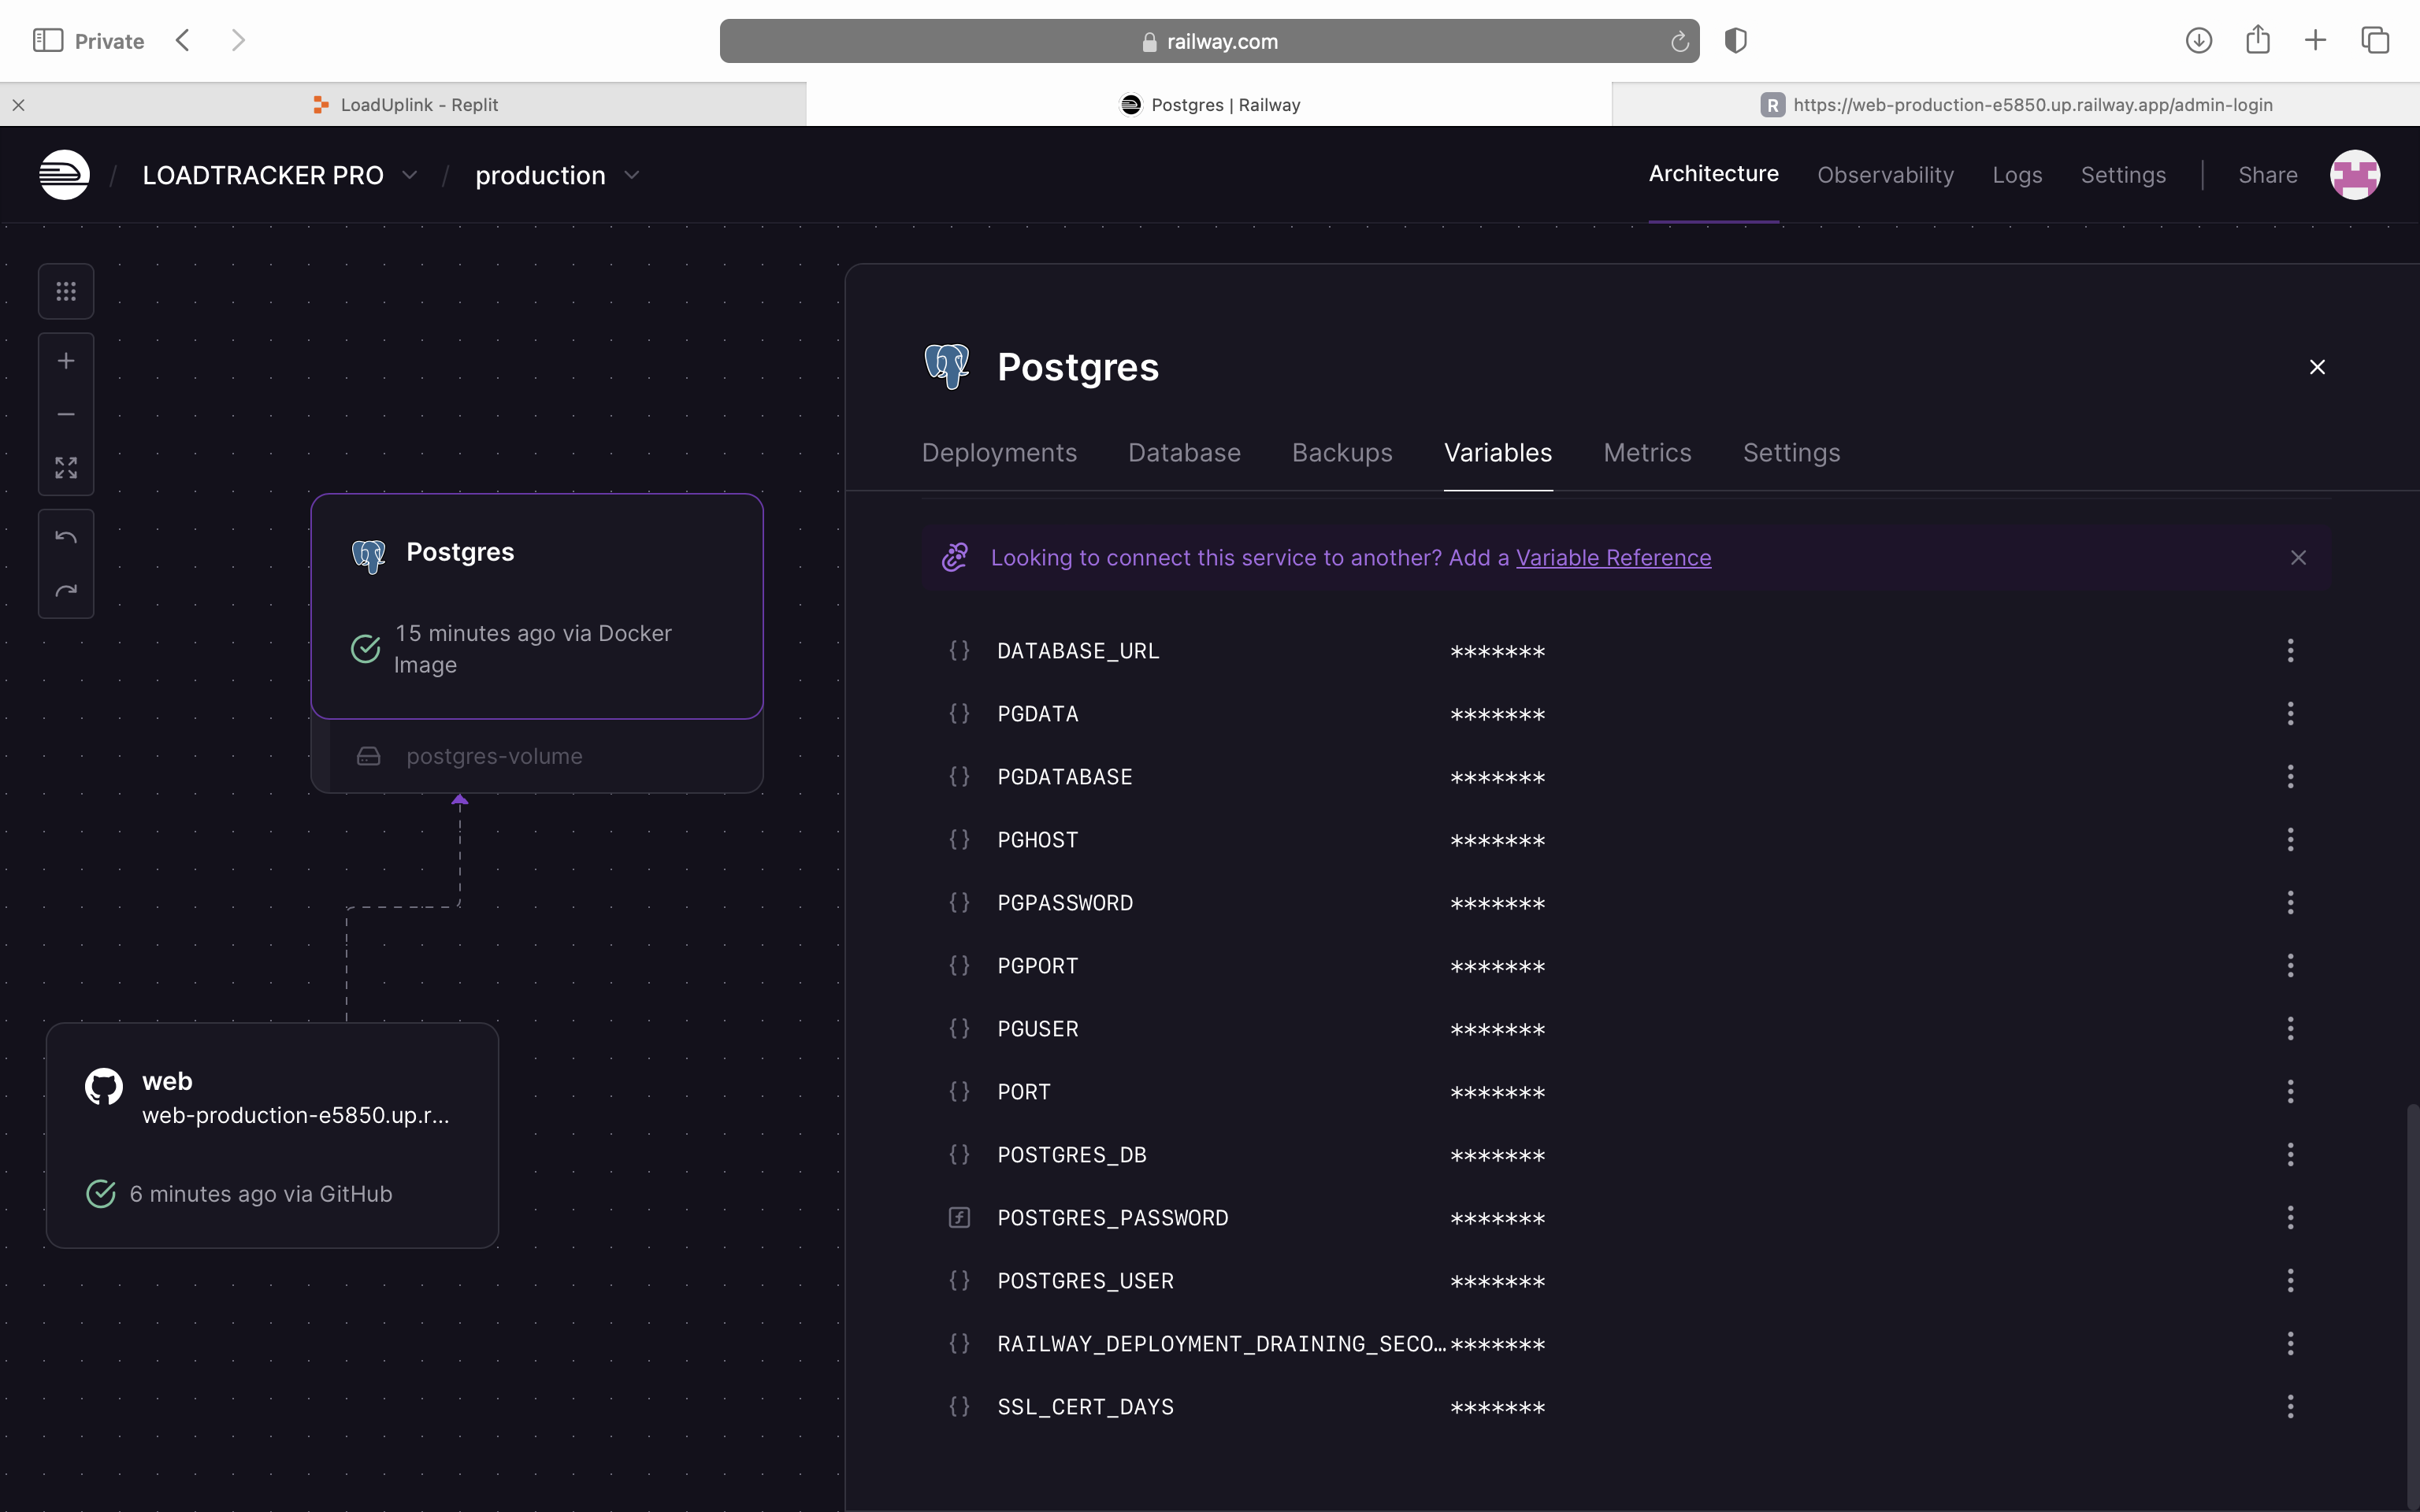 Private
railway.com
LoadUplink - Replit
Postgres | Railway
R https://web-production-e5850.up.railway.app/admin-login
/ LOADTRACKER PRO / production
Architecture Observability Logs Settings Share
Postgres
15 minutes ago via Docker
Image
postgres-volume
web
web-production-e5850.up.r...
6 minutes ago via GitHub
Postgres
Deployments Database Backups Variables Metrics Settings
Looking to connect this service to another? Add a Variable Reference
{} DATABASE_URL *******
{} PGDATA *******
{} PGDATABASE *******
{} PGHOST *******
{} PGPASSWORD *******
{} PGPORT *******
{} PGUSER *******
{} PORT *******
{} POSTGRES_DB *******
POSTGRES_PASSWORD *******
{} POSTGRES_USER *******
{} RAILWAY_DEPLOYMENT_DRAINING_SECO… *******
{} SSL_CERT_DAYS *******